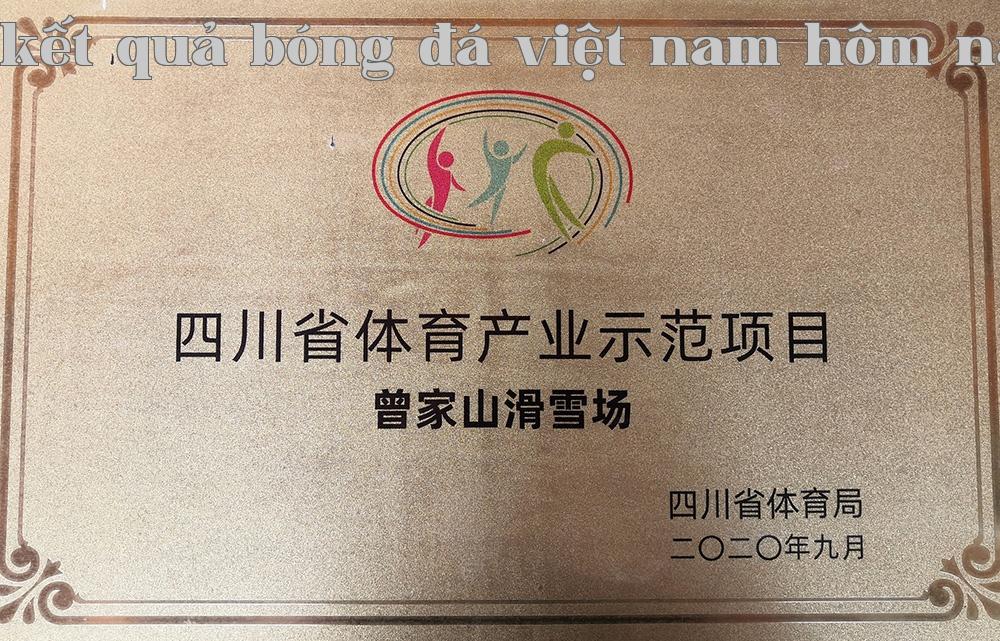 kết quả bóng đá việt nam hôm
四川省体育产业示范项目
曾家山滑雪场
四川省体育局
二〇二〇年九月